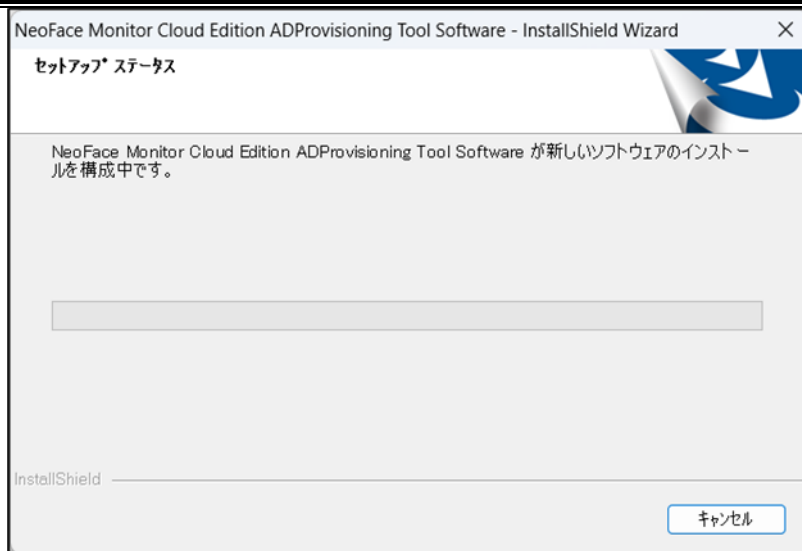 NeoFace Monitor Cloud Edition ADProvisioning Tool Software - InstallShield Wizard
ｾｯﾄｱｯﾌﾟ ｽﾃｰﾀｽ
NeoFace Monitor Cloud Edition ADProvisioning Tool Software が新しいソフトウェアのインストー
ルを構成中です。
InstallShield
ｷｬﾝｾﾙ